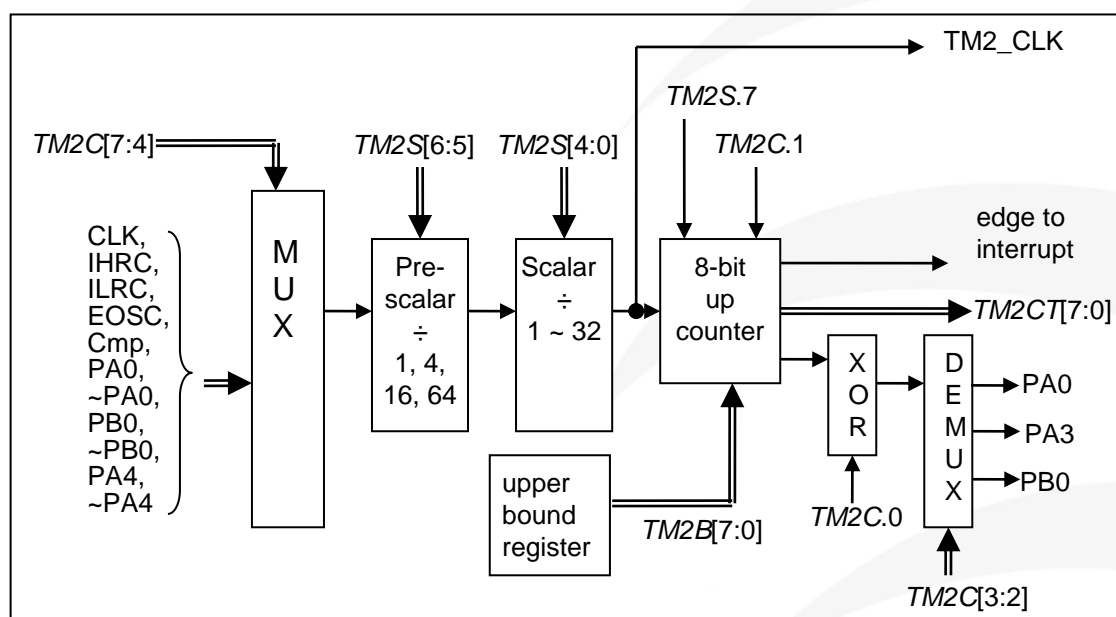 TM2_CLK
TM2S.7
TM2C[7:4]
TM2S[6:5]
TM2S[4:0]
TM2C.1
CLK,
IHRC,
ILRC,
EOSC,
Cmp,
PA0,
~PA0,
PB0,
~PB0,
PA4,
~PA4
M
U
X
Pre-
scalar
÷
1, 4,
16, 64
Scalar
÷
1 ~ 32
8-bit
up
counter
edge to
interrupt
TM2CT[7:0]
X
O
R
D
E
M
U
X
PA0
PA3
PB0
upper
bound
register
TM2B[7:0]
TM2C.0
TM2C[3:2]